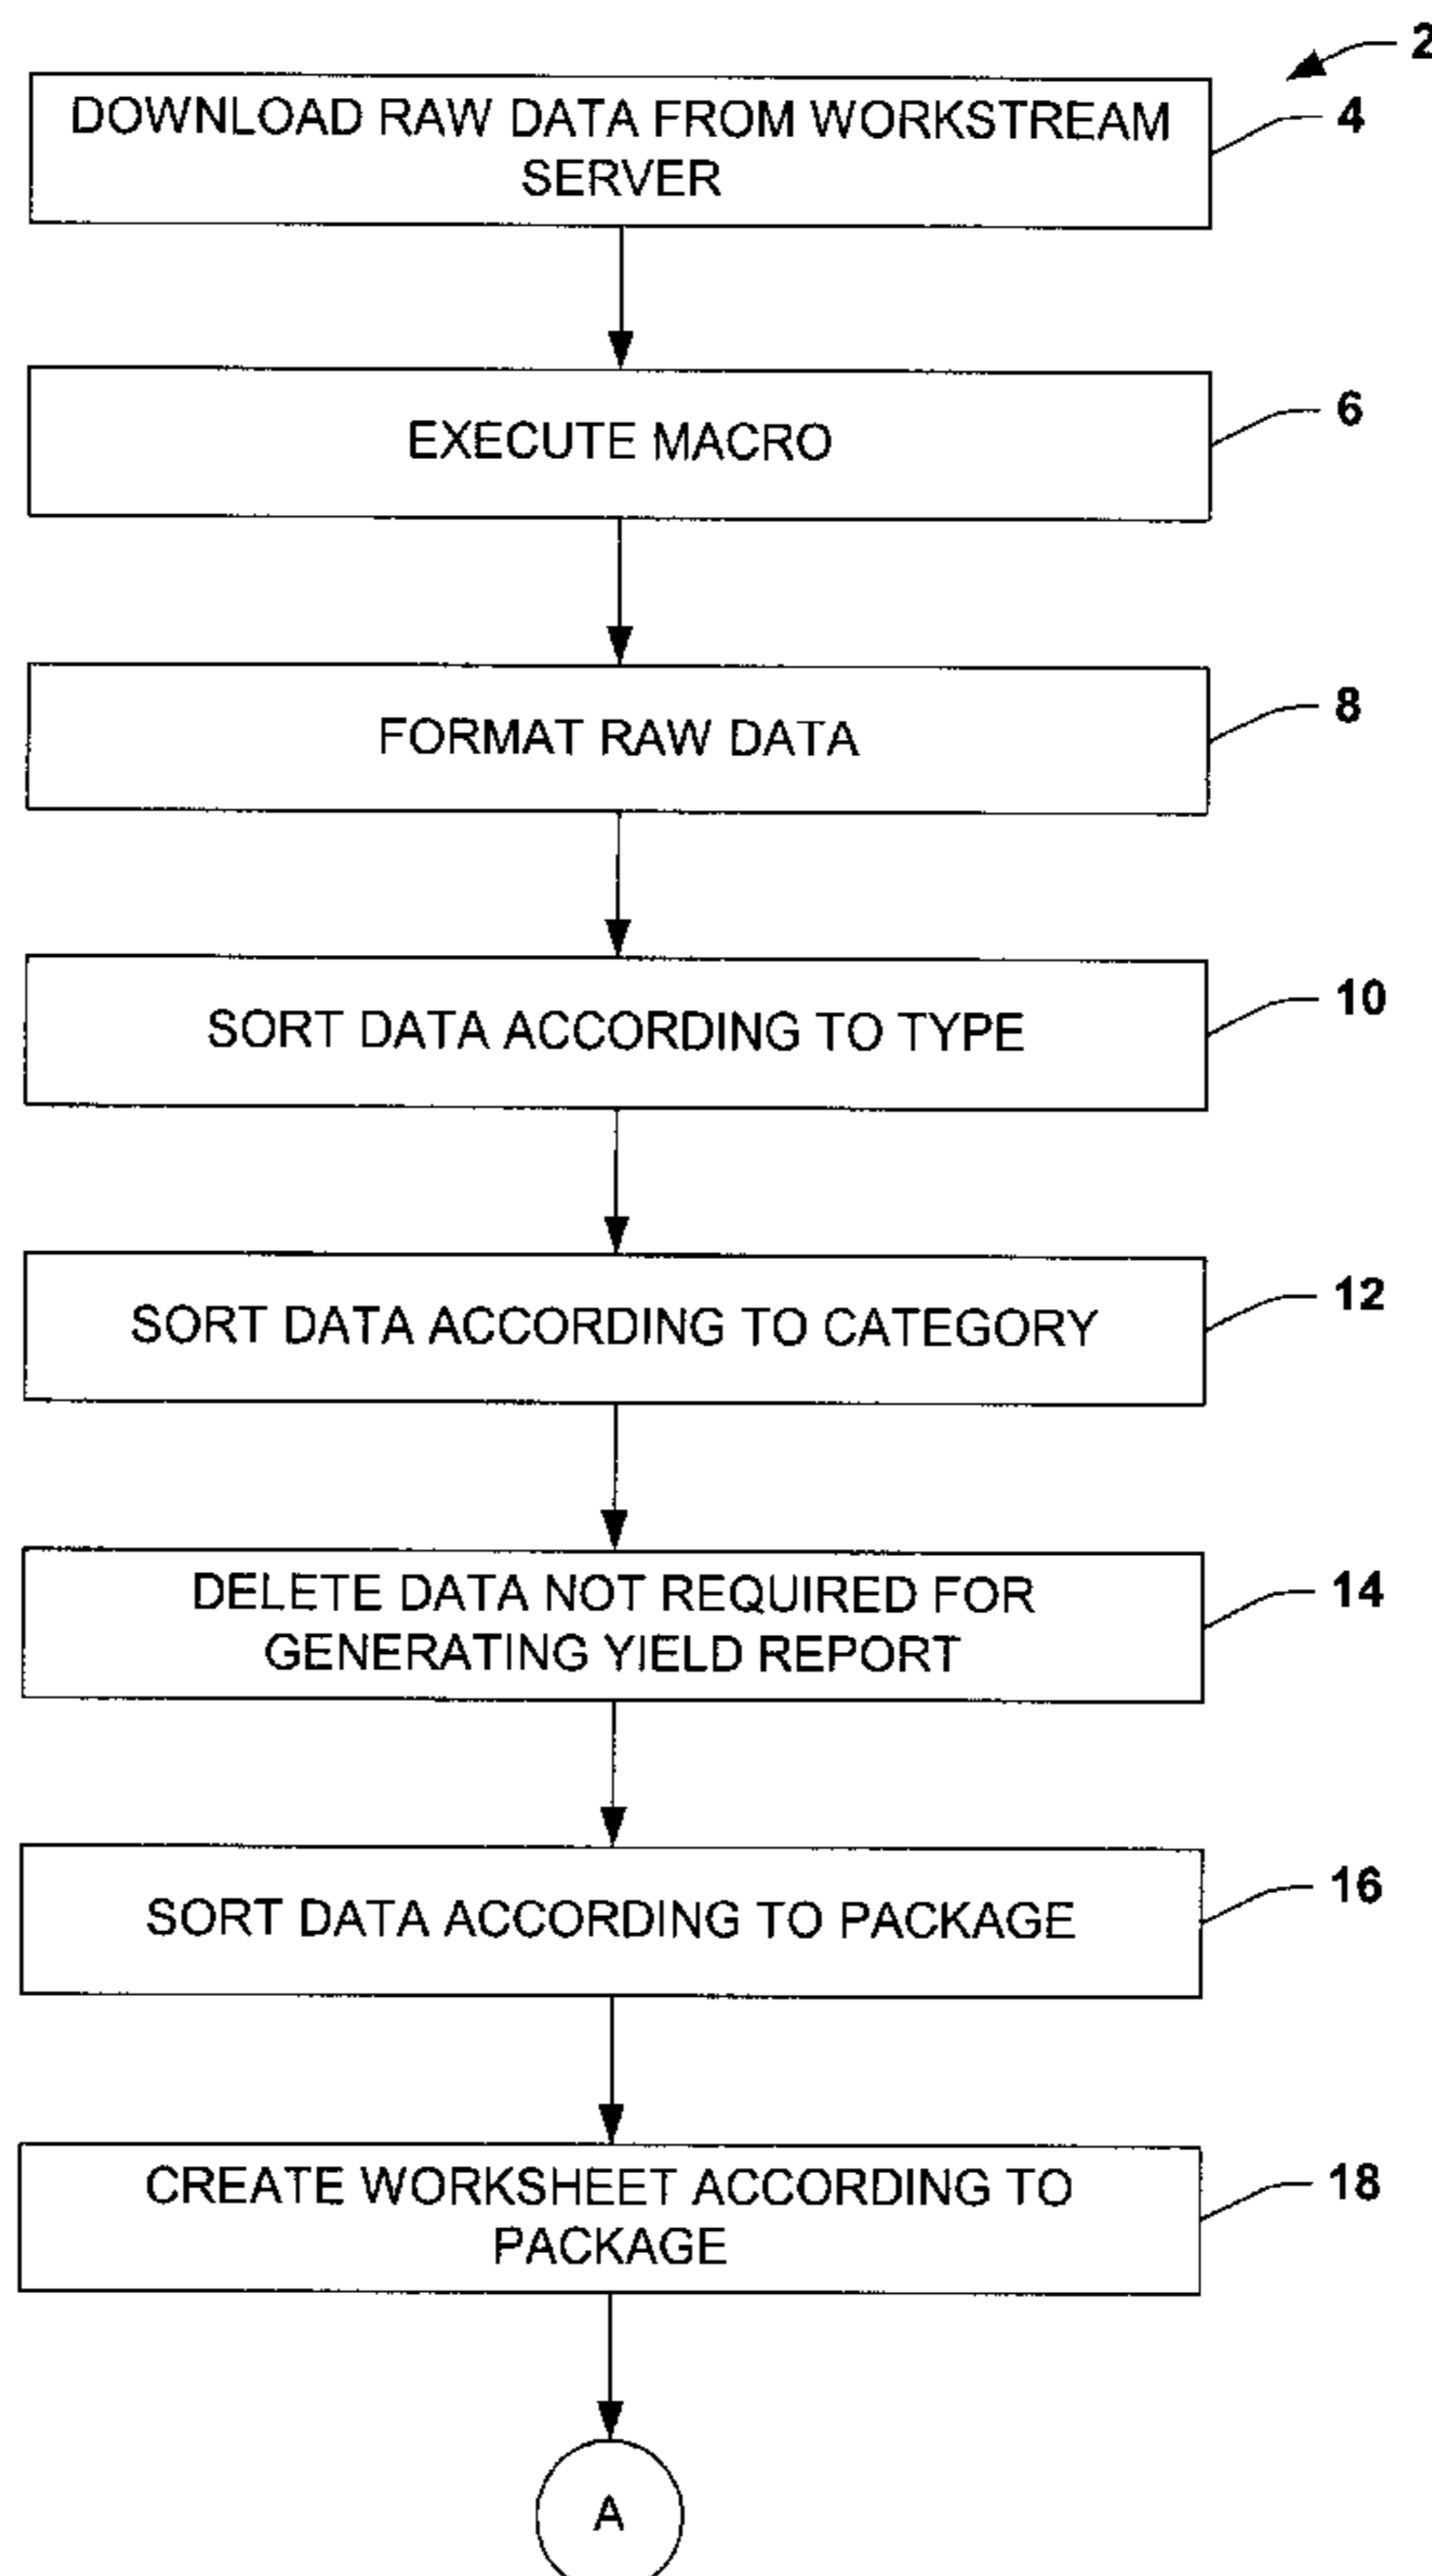 2
DOWNLOAD RAW DATA FROM WORKSTREAM
SERVER
4
EXECUTE MACRO
6
FORMAT RAW DATA
8
SORT DATA ACCORDING TO TYPE
10
SORT DATA ACCORDING TO CATEGORY
12
DELETE DATA NOT REQUIRED FOR
GENERATING YIELD REPORT
14
SORT DATA ACCORDING TO PACKAGE
16
CREATE WORKSHEET ACCORDING TO
PACKAGE
18
A